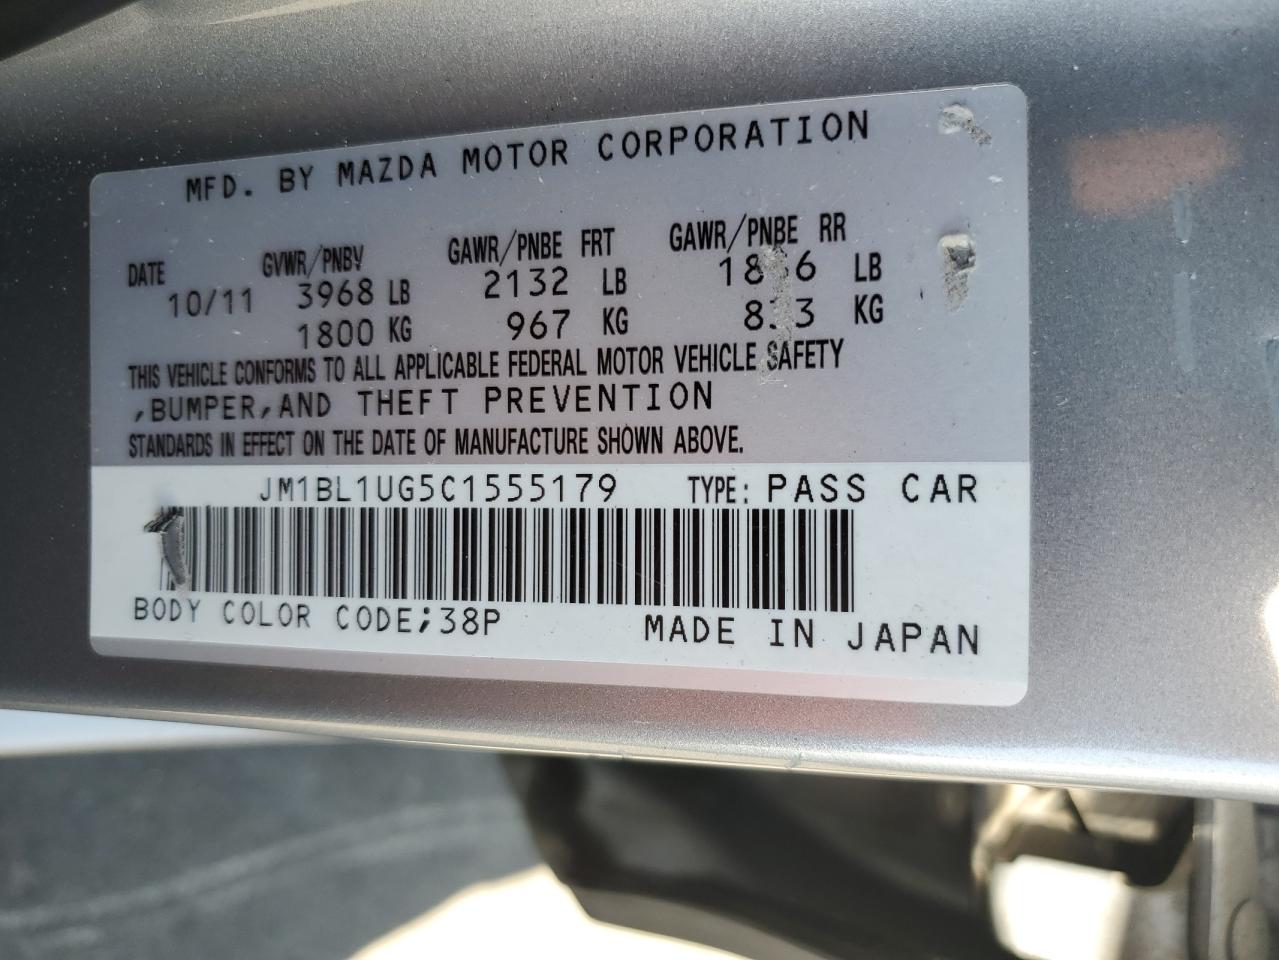 MFD. BY MAZDA MOTOR CORPORATION
DATE GVWR/PNBV GAWR/PNBE FRT GAWR/PNBE RR
10/11 3968 LB 2132 LB LB
1800 KG 967 KG KG
THIS VEHICLE CONFORMS TO ALL APPLICABLE FEDERAL MOTOR VEHICLE SAFETY
,BUMPER,AND THEFT PREVENTION
STANDARDS IN EFFECT ON THE DATE OF MANUFACTURE SHOWN ABOVE.
JM1BL1UG5C1555179 TYPE: PASS CAR
BODY COLOR CODE;38P MADE IN JAPAN